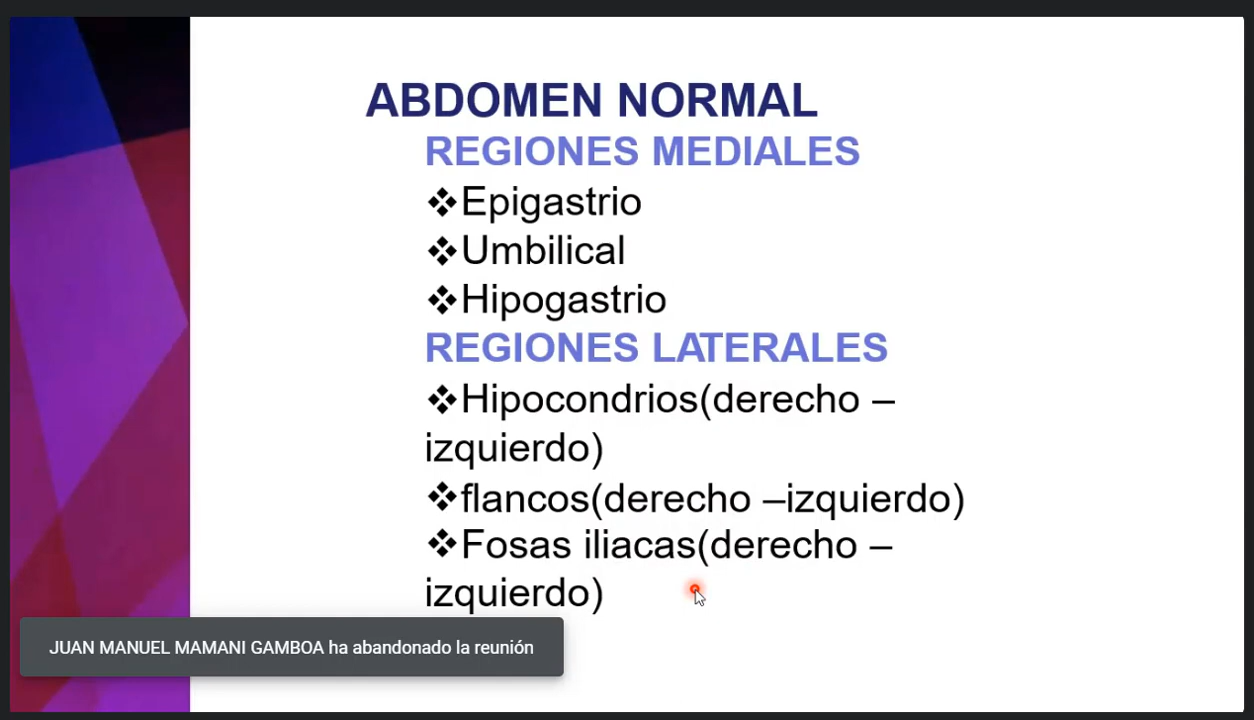 ABDOMEN NORMAL
REGIONES MEDIALES
❖Epigastrio
❖Umbilical
❖Hipogastrio
REGIONES LATERALES
❖Hipocondrios(derecho –
izquierdo)
❖flancos(derecho –izquierdo)
❖Fosas iliacas(derecho –
izquierdo)
JUAN MANUEL MAMANI GAMBOA ha abandonado la reunión